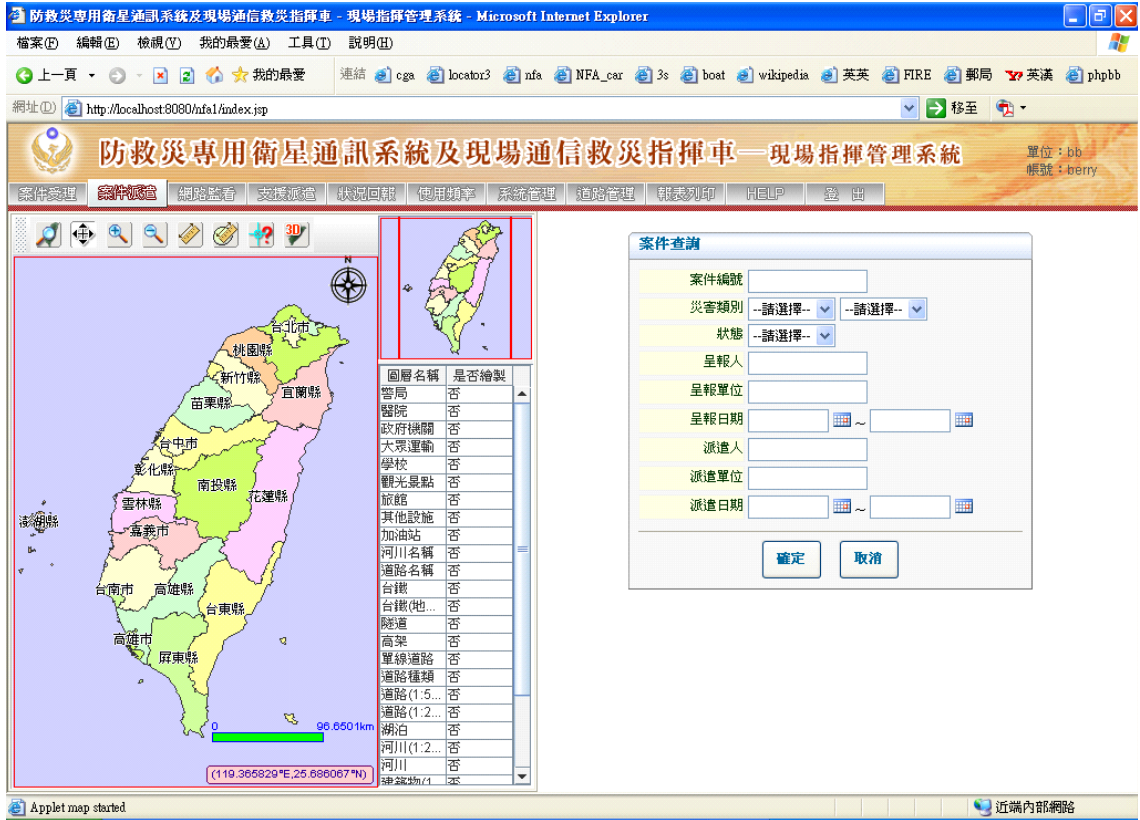 防救災專用衛星通訊系統及現場通信救災指揮車 - 現場指揮管理系統 - Microsoft Internet Explorer
檔案(F) 編輯(E) 檢視(V) 我的最愛(A) 工具(T) 說明(H)
上一頁 我的最愛 連結 cga locator3 nfa NFA_car 3s boat wikipedia 英英 FIRE 郵局 英漢 phpbb
網址(D) http://localhost:8080/nfa1/index.jsp 移至
防救災專用衛星通訊系統及現場通信救災指揮車—現場指揮管理系統
單位：bb
帳號：berry
案件受理 案件派遣 網路監看 支援派遣 狀況回報 使用頻率 系統管理 道路管理 報表列印 HELP 登 出
3D
N
台北市
桃園縣
新竹縣
宜蘭縣
苗栗縣
台中市
彰化縣
南投縣
花蓮縣
雲林縣
澎湖縣
嘉義市
台南市
高雄縣
台東縣
高雄市
屏東縣
0 96.6501km
(119.365829°E,25.686067°N)
圖層名稱 是否繪製
警局 否
醫院 否
政府機關 否
大眾運輸 否
學校 否
觀光景點 否
旅館 否
其他設施 否
加油站 否
河川名稱 否
道路名稱 否
台鐵 否
台鐵(地... 否
隧道 否
高架 否
單線道路 否
道路種類 否
道路(1:5... 否
道路(1:2... 否
湖泊 否
河川(1:2... 否
河川 否
建築物(1... 否
案件查詢
案件編號
災害類別 --請選擇-- --請選擇--
狀態 --請選擇--
呈報人
呈報單位
呈報日期 ~
派遣人
派遣單位
派遣日期 ~
確定 取消
Applet map started 近端內部網路